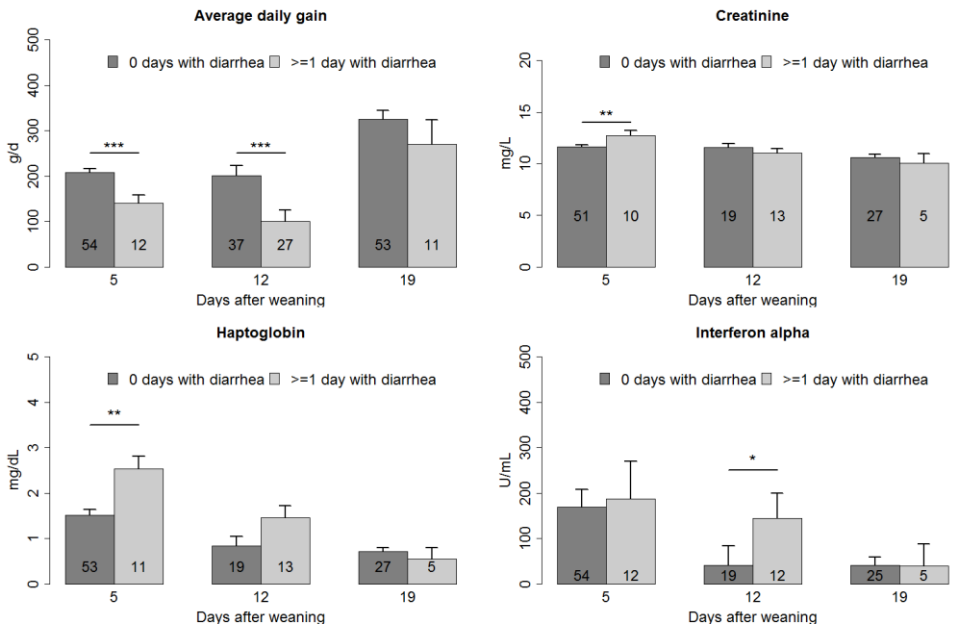 Average daily gain
500
400
300
200
100
0
g/d
0 days with diarrhea >=1 day with diarrhea
***
***
54 12 37 27 53 11
5 12 19
Days after weaning
Creatinine
20
15
10
5
0
mg/L
0 days with diarrhea >=1 day with diarrhea
**
51 10 19 13 27 5
5 12 19
Days after weaning
Haptoglobin
5
4
3
2
1
0
mg/dL
0 days with diarrhea >=1 day with diarrhea
**
53 11 19 13 27 5
5 12 19
Days after weaning
Interferon alpha
500
400
300
200
100
0
U/mL
0 days with diarrhea >=1 day with diarrhea
*
54 12 19 12 25 5
5 12 19
Days after weaning